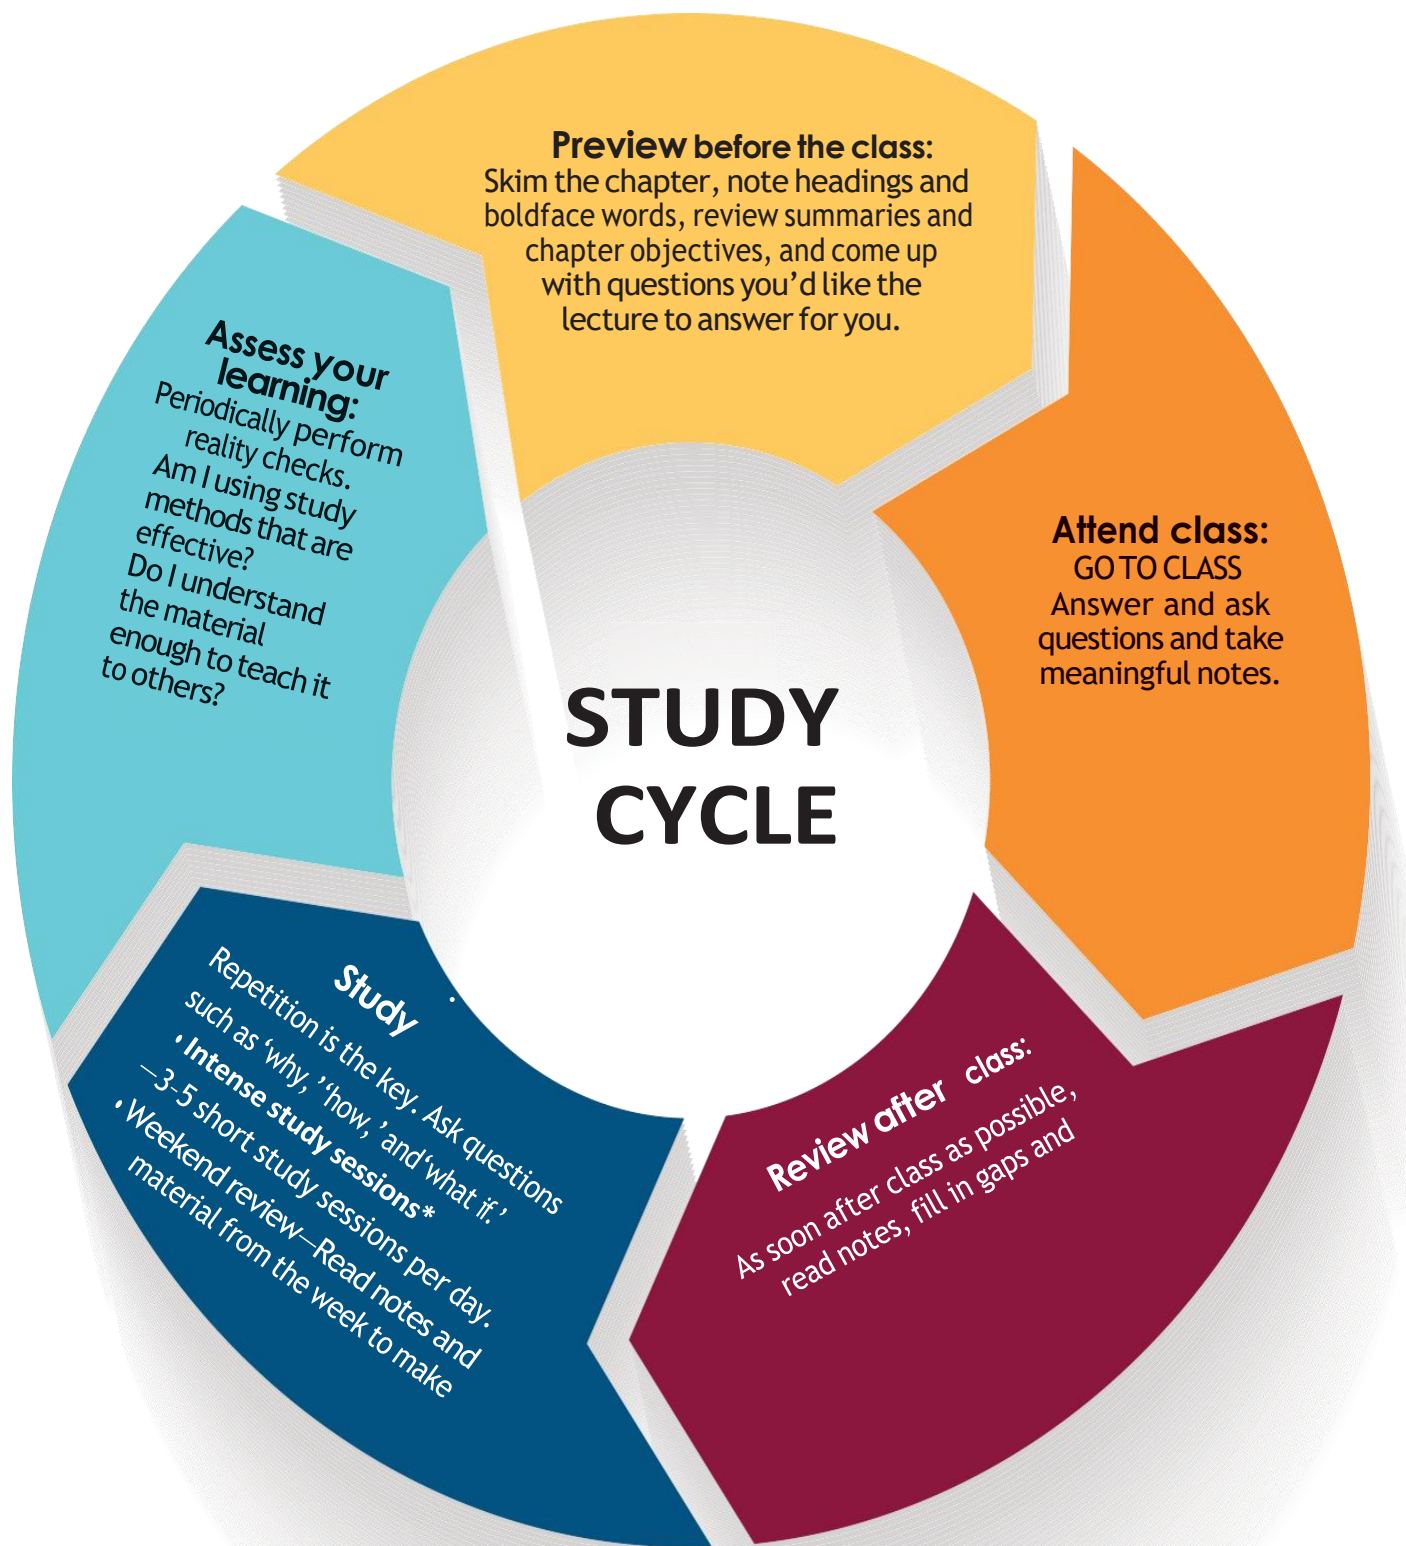 Preview before the class:
Skim the chapter, note headings and
boldface words, review summaries and
chapter objectives, and come up
with questions you’d like the
lecture to answer for you.
Attend class:
GO TO CLASS
Answer and ask
questions and take
meaningful notes.
Review after class:
As soon after class as possible,
read notes, fill in gaps and
Study
Repetition is the key. Ask questions
such as ‘why, ’‘how,’ and‘what if.’
• Intense study sessions*
—3-5 short study sessions per day.
• Weekend review—Read notes and
material from the week to make
Assess your
learning:
Periodically perform
reality checks.
Am I using study
methods that are
effective?
Do I understand
the material
enough to teach it
to others?
STUDY
CYCLE